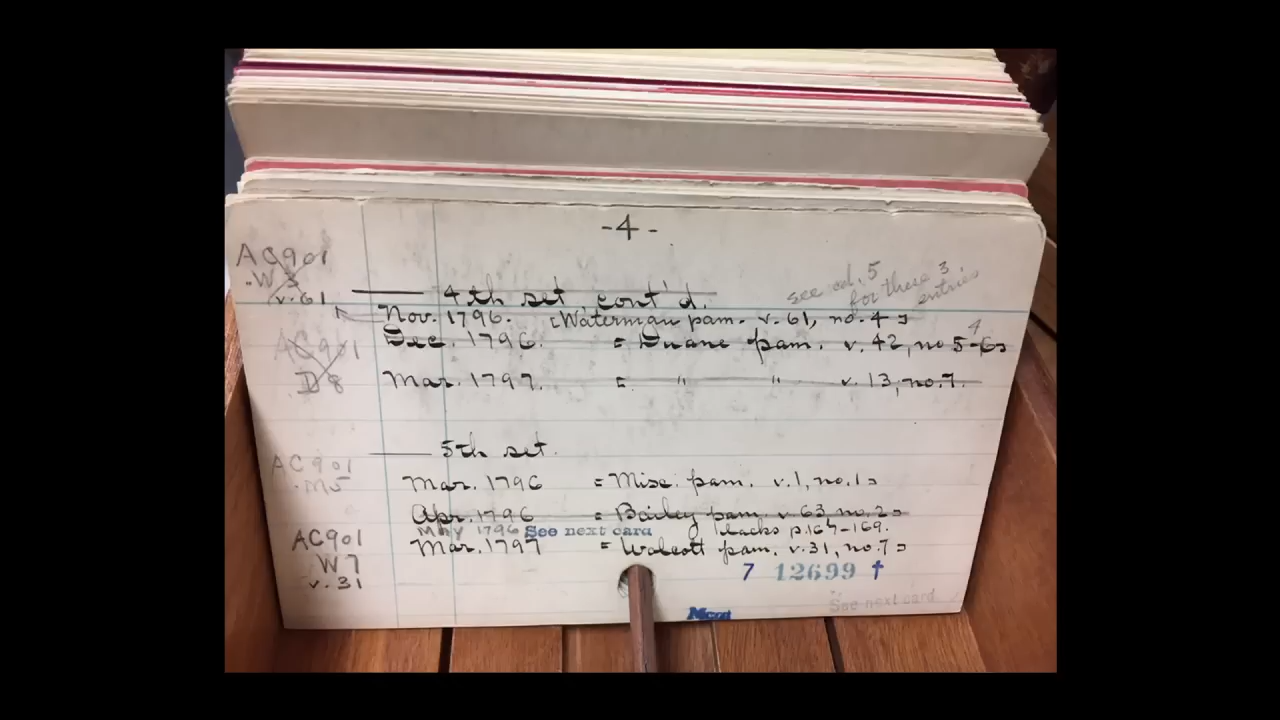 -4-
AC901
.W3
v.61
4th set, cont'd.
see cd. 5
for these 3
entries
Nov. 1796. [Waterman pam. v. 61, no. 4]
AC901
D8
Dec. 1796. [Duane pam. v. 42, no 5-6]
4
Mar. 1797. [ " " v. 13, no. 7.
5th set.
AC901
.M5
Mar. 1796 [Misc. pam. v. 1, no. 1]
Apr. 1796 [Bailey pam. v. 63 no. 2]
May 1796 See next card
lacks p. 167-169.
AC901
W7
v.31
Mar. 1797 [Wolcott pam. v. 31, no. 7]
7 12699 †
See next card